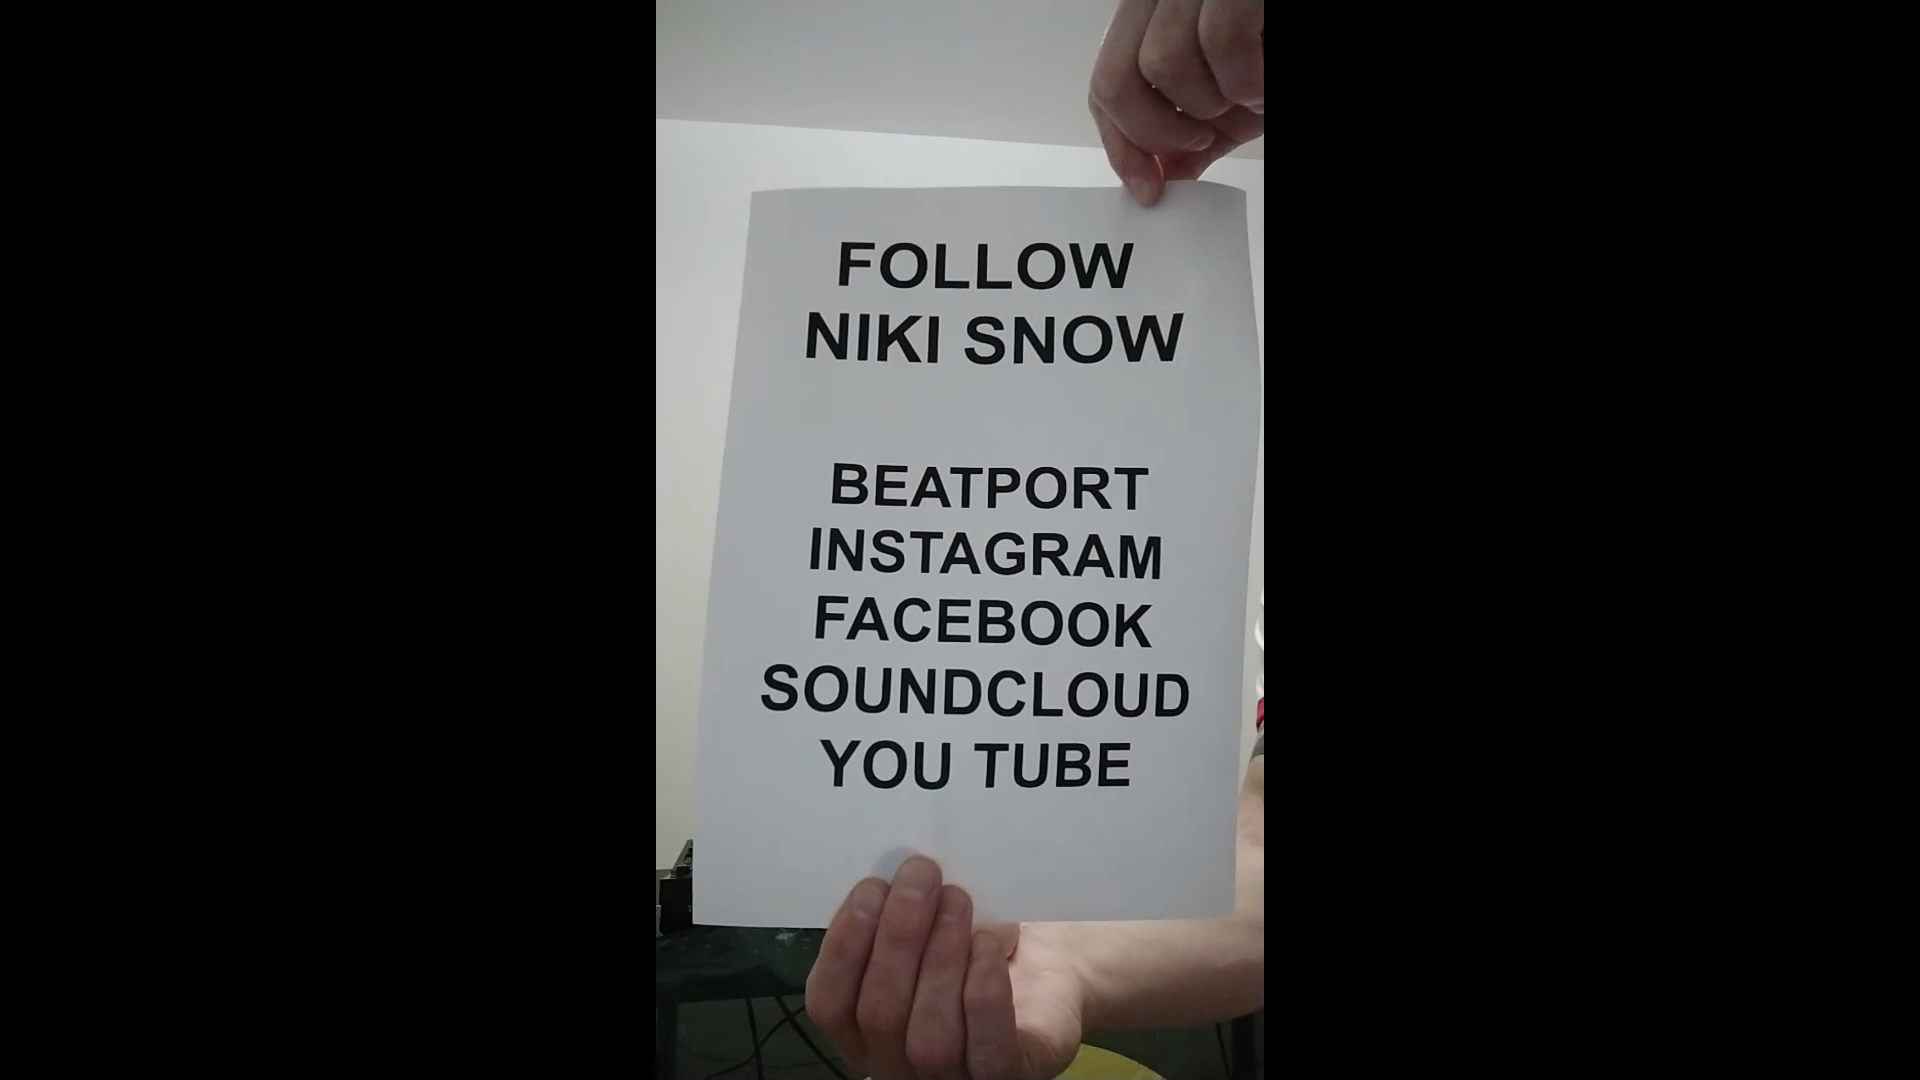 FOLLOW
NIKI SNOW
BEATPORT
INSTAGRAM
FACEBOOK
SOUNDCLOUD
YOU TUBE